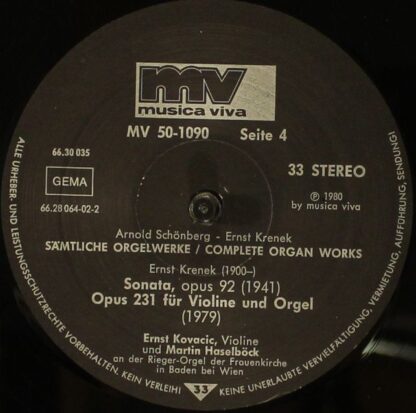 mv
musica viva
MV 50-1090 Seite 4
66.30 035
33 STEREO
GEMA
℗ 1980
by musica viva
66.28 064-02-2
Arnold Schönberg - Ernst Krenek
SÄMTLICHE ORGELWERKE / COMPLETE ORGAN WORKS
Ernst Krenek (1900–)
Sonata, opus 92 (1941)
Opus 231 für Violine und Orgel
(1979)
Ernst Kovacic, Violine
und Martin Haselböck
an der Rieger-Orgel der Frauenkirche
in Baden bei Wien
ALLE URHEBER- UND LEISTUNGSSCHUTZRECHTE VORBEHALTEN. KEIN VERLEIH! 33 KEINE UNERLAUBTE VERVIELFÄLTIGUNG, VERMIETUNG, AUFFÜHRUNG, SENDUNG!